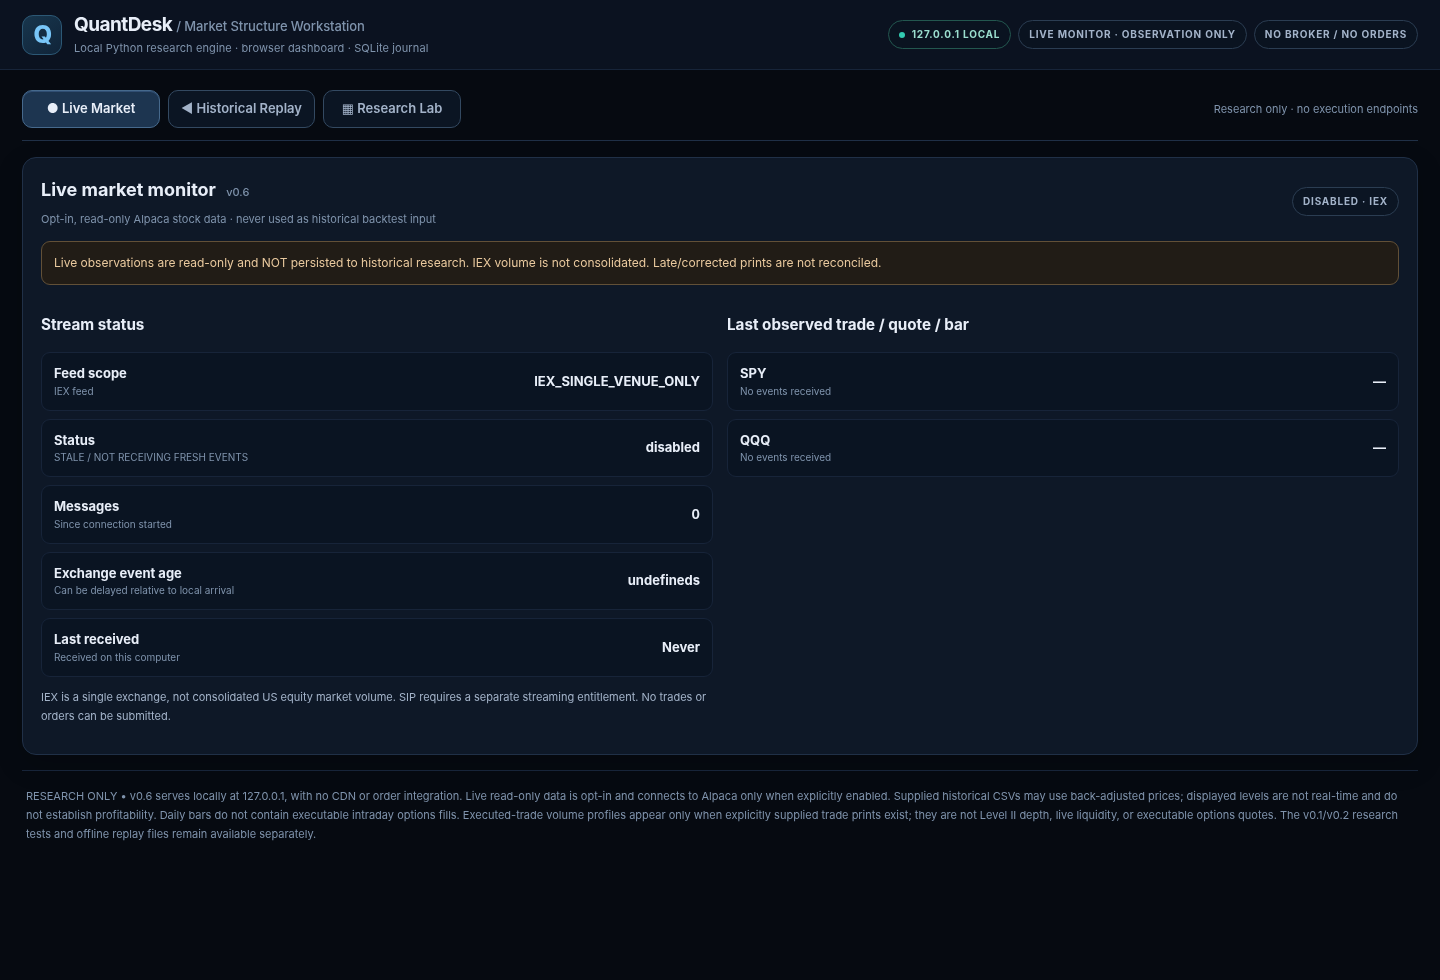 Q
QuantDesk / Market Structure Workstation
Local Python research engine · browser dashboard · SQLite journal
127.0.0.1 LOCAL
LIVE MONITOR · OBSERVATION ONLY
NO BROKER / NO ORDERS
● Live Market
◀ Historical Replay
▦ Research Lab
Research only · no execution endpoints
Live market monitor v0.6
Opt-in, read-only Alpaca stock data · never used as historical backtest input
DISABLED · IEX
Live observations are read-only and NOT persisted to historical research. IEX volume is not consolidated. Late/corrected prints are not reconciled.
Stream status
Feed scope
IEX feed
IEX_SINGLE_VENUE_ONLY
Status
STALE / NOT RECEIVING FRESH EVENTS
disabled
Messages
Since connection started
0
Exchange event age
Can be delayed relative to local arrival
undefineds
Last received
Received on this computer
Never
IEX is a single exchange, not consolidated US equity market volume. SIP requires a separate streaming entitlement. No trades or
orders can be submitted.
Last observed trade / quote / bar
SPY
No events received
—
QQQ
No events received
—
RESEARCH ONLY • v0.6 serves locally at 127.0.0.1, with no CDN or order integration. Live read-only data is opt-in and connects to Alpaca only when explicitly enabled. Supplied historical CSVs may use back-adjusted prices; displayed levels are not real-time and do
not establish profitability. Daily bars do not contain executable intraday options fills. Executed-trade volume profiles appear only when explicitly supplied trade prints exist; they are not Level II depth, live liquidity, or executable options quotes. The v0.1/v0.2 research
tests and offline replay files remain available separately.